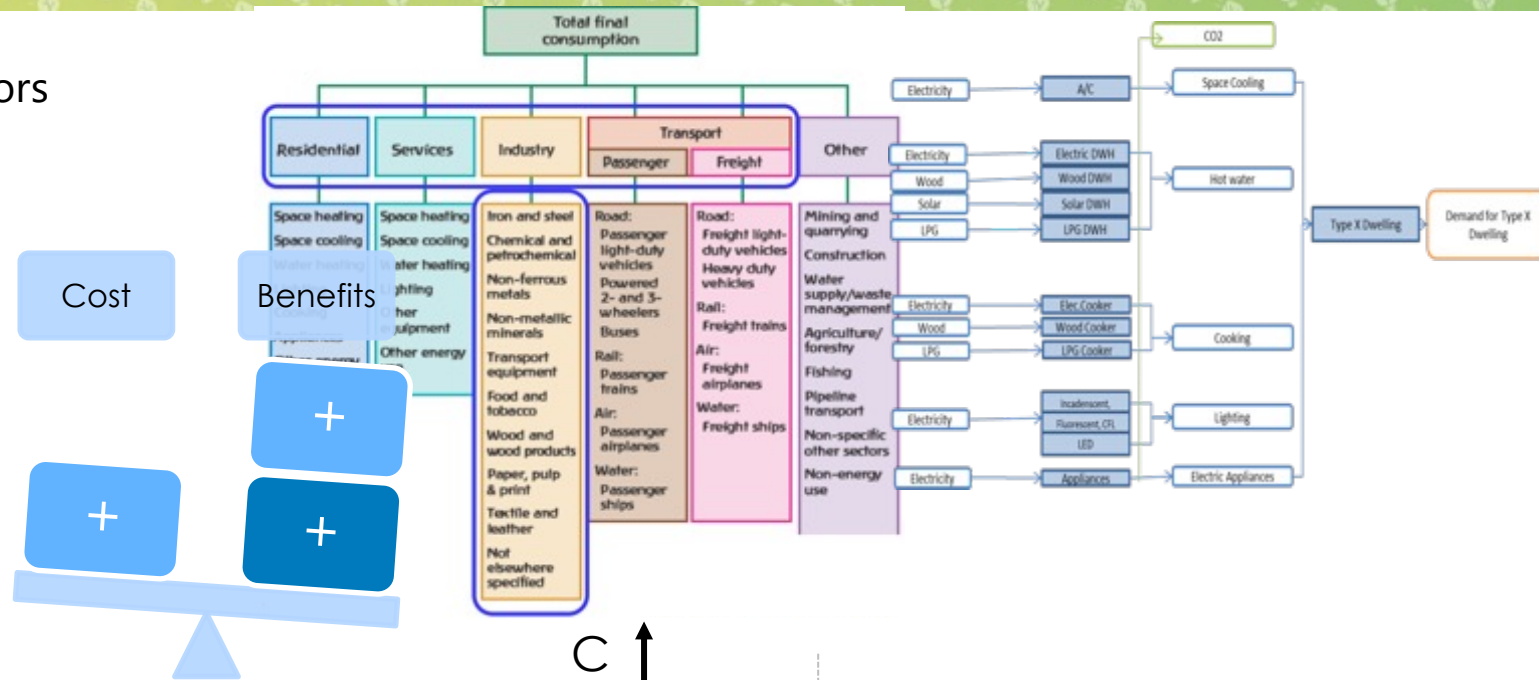 ors
Total final
consumption
Residential
Services
Industry
Transport
Passenger
Freight
Other
Space heating
Space cooling
Water heating
Cooking
Space heating
Space cooling
ater heating
ghting
her
uipment
Other energy
Iron and steel
Chemical and
petrochemical
Non-ferrous
metals
Non-metallic
minerals
Transport
equipment
Food and
tobacco
Wood and
wood products
Paper, pulp
& print
Textile and
leather
Not
elsewhere
specified
Road:
Passenger
light-duty
vehicles
Powered
2- and 3-
wheelers
Buses
Rail:
Passenger
trains
Air:
Passenger
airplanes
Water:
Passenger
ships
Road:
Freight light-
duty vehicles
Heavy duty
vehicles
Rail:
Freight trains
Air:
Freight
airplanes
Water:
Freight ships
Mining and
quarrying
Construction
Water
supply/waste
management
Agriculture/
forestry
Fishing
Pipeline
transport
Non-specific
other sectors
Non-energy
use
Cost
Benefits
+
+
+
C
CO2
Electricity
A/C
Space Cooling
Electricity
Electric DWH
Wood
Wood DWH
Hot water
Solar
Solar DWH
LPG
LPG DWH
Type X Dwelling
Demand for Type X
Dwelling
Electricity
Elec.Cooker
Wood
Wood Cooker
Cooking
LPG
LPG Cooker
Electricity
Incadenscent,
Fluorescent, CFL
LED
Lighting
Electricity
Appliances
Electric Appliances